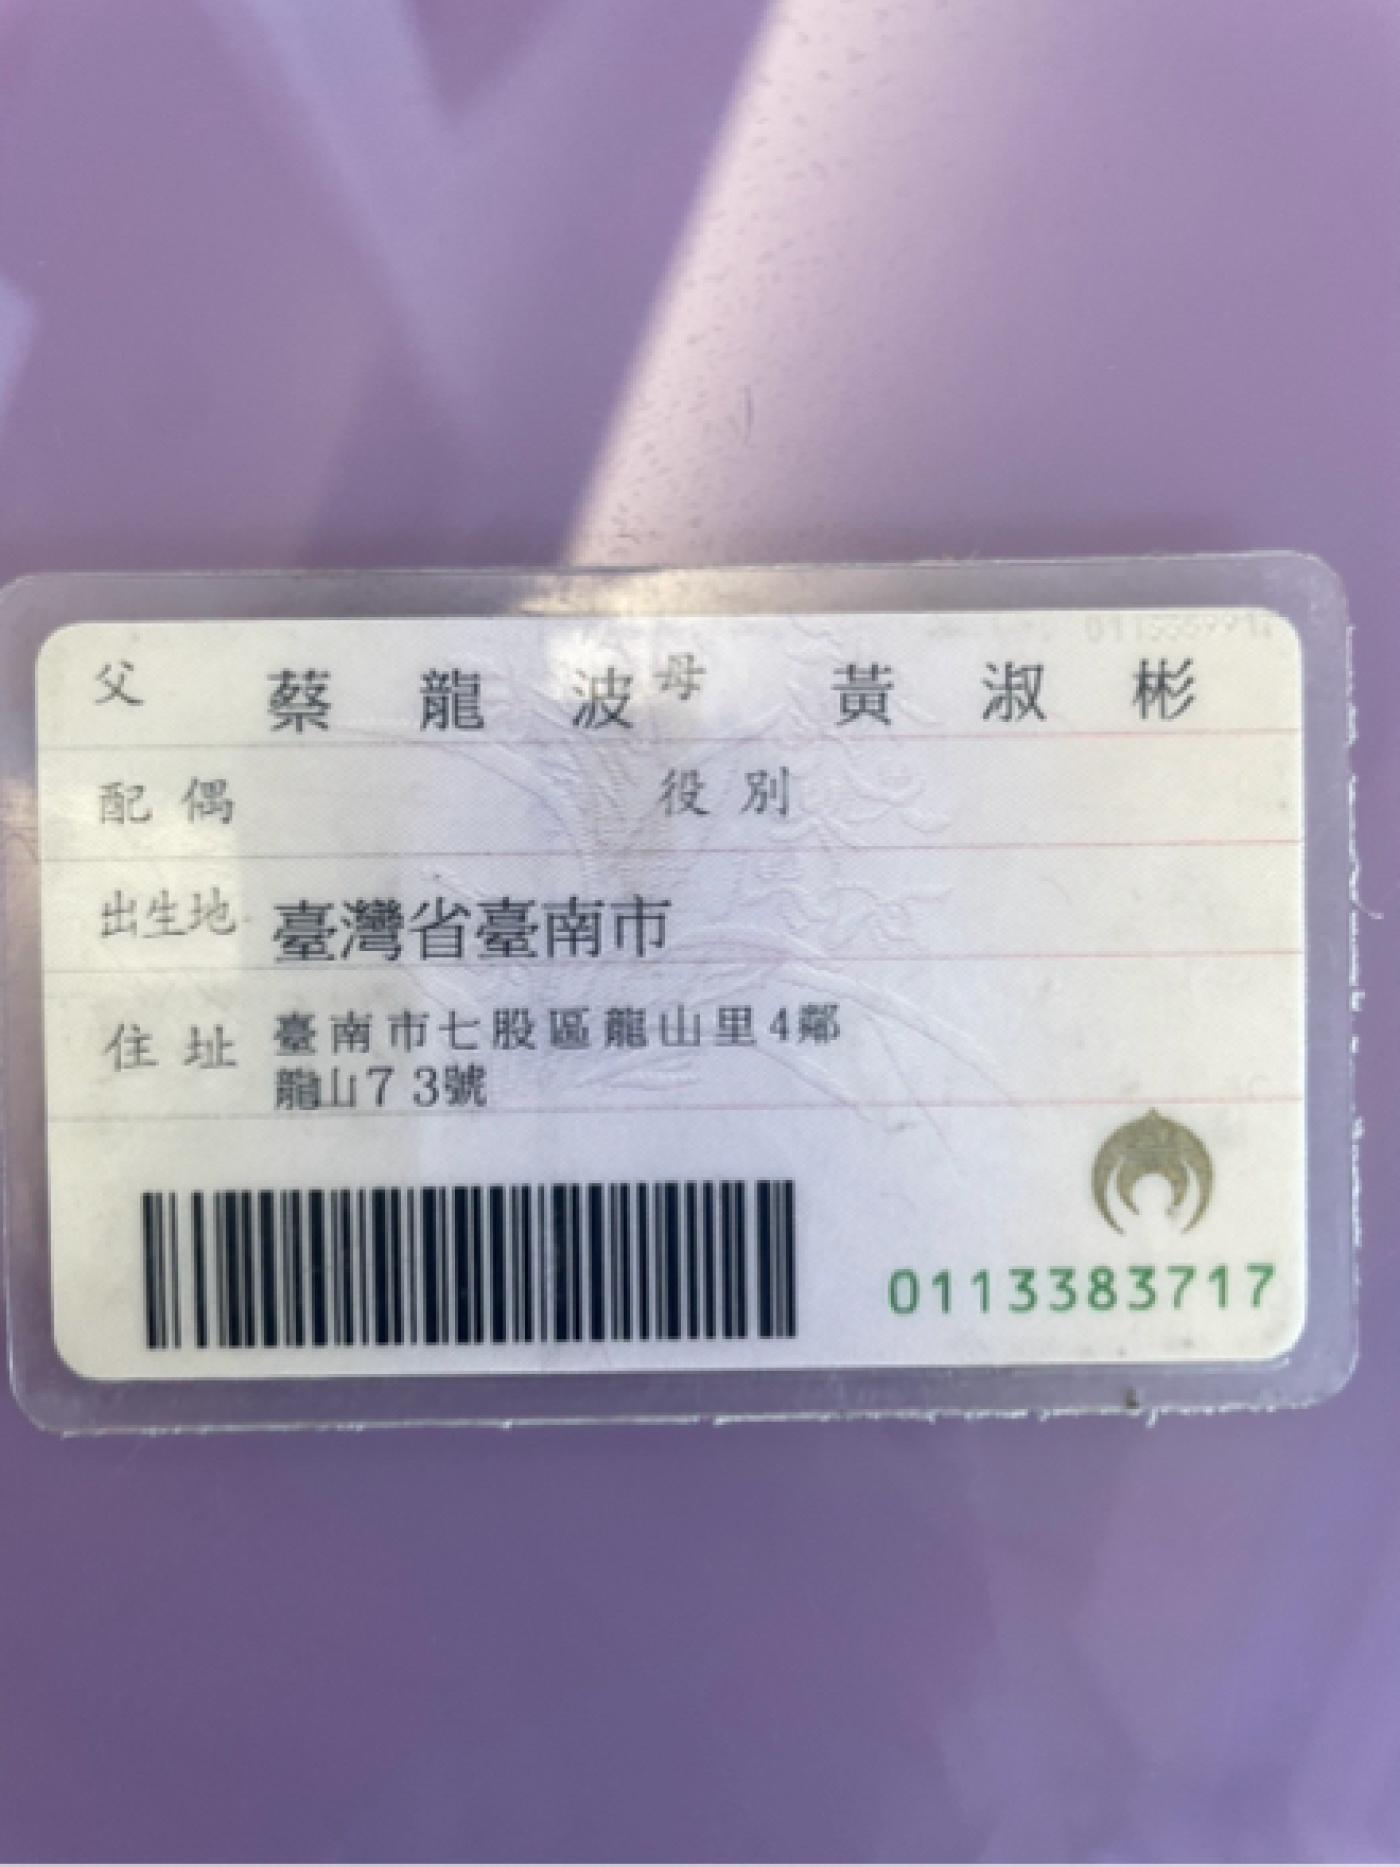 父 蔡龍波 母 黃淑彬
配偶 役別
出生地 臺灣省臺南市
住址 臺南市七股區龍山里4鄰
龍山73號
0113383717